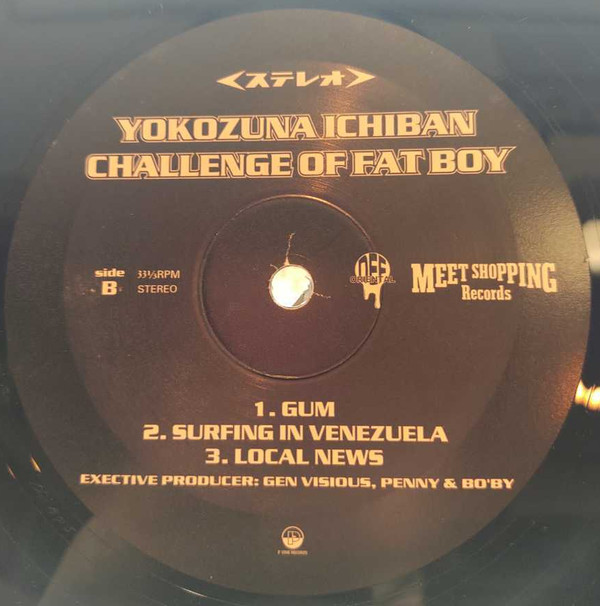 <ステレオ>
YOKOZUNA ICHIBAN
CHALLENGE OF FAT BOY
side
B
33⅓RPM
STEREO
ORIENTAL
MEET SHOPPING
Records
1. GUM
2. SURFING IN VENEZUELA
3. LOCAL NEWS
EXECTIVE PRODUCER: GEN VISIOUS, PENNY & BO'BY